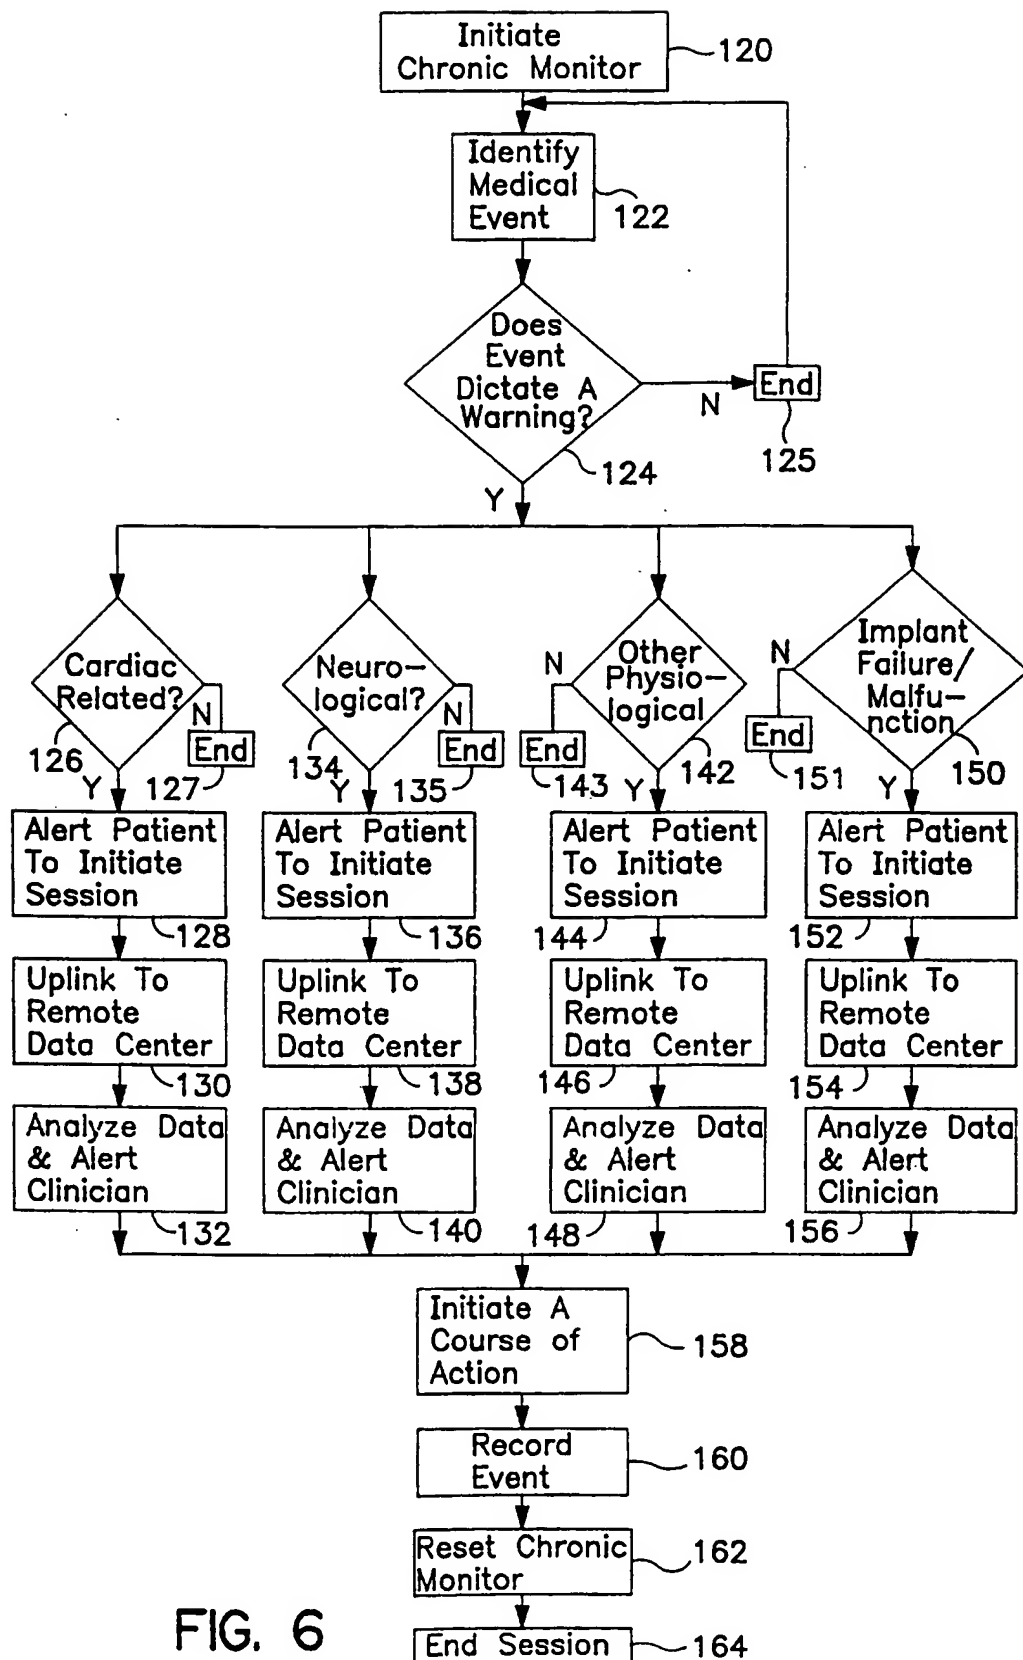 Initiate
Chronic Monitor
120
Identify
Medical
Event
122
Does
Event
Dictate A
Warning?
124
N
End
125
Y
Cardiac
Related?
126
N
End
127
Y
Neuro-
logical?
134
N
End
135
Y
Other
Physio-
logical
142
N
End
143
Y
Implant
Failure/
Malfu-
nction
150
N
End
151
Y
Alert Patient
To Initiate
Session
128
Alert Patient
To Initiate
Session
136
Alert Patient
To Initiate
Session
144
Alert Patient
To Initiate
Session
152
Uplink To
Remote
Data Center
130
Uplink To
Remote
Data Center
138
Uplink To
Remote
Data Center
146
Uplink To
Remote
Data Center
154
Analyze Data
& Alert
Clinician
132
Analyze Data
& Alert
Clinician
140
Analyze Data
& Alert
Clinician
148
Analyze Data
& Alert
Clinician
156
Initiate A
Course of
Action
158
Record
Event
160
Reset Chronic
Monitor
162
End Session
164
FIG. 6